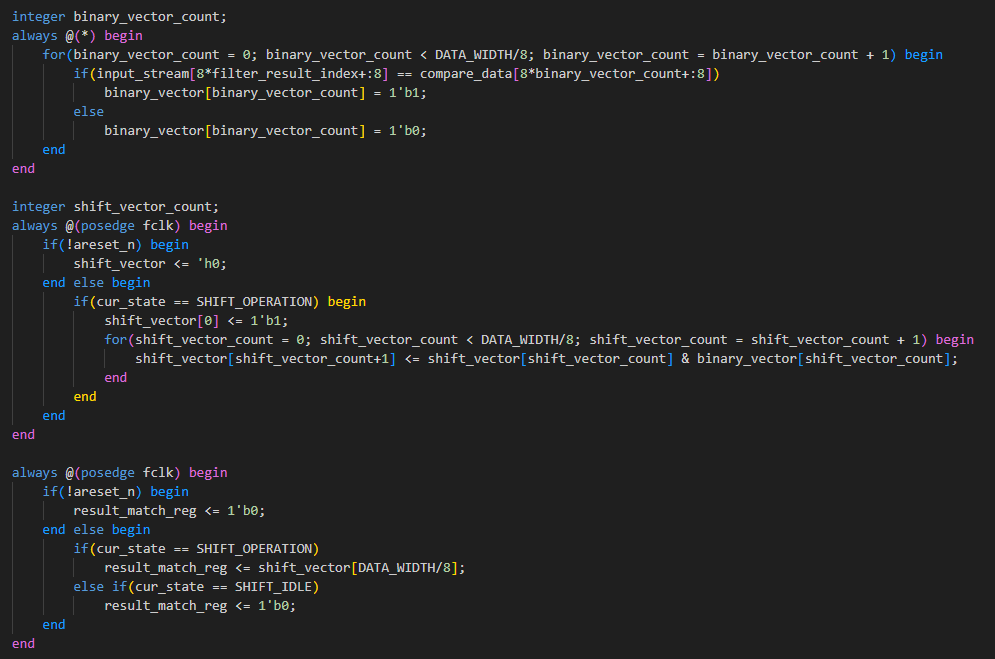 integer binary_vector_count;
always @(*) begin
    for(binary_vector_count = 0; binary_vector_count < DATA_WIDTH/8; binary_vector_count = binary_vector_count + 1) begin
        if(input_stream[8*filter_result_index+:8] == compare_data[8*binary_vector_count+:8])
            binary_vector[binary_vector_count] = 1'b1;
        else
            binary_vector[binary_vector_count] = 1'b0;
    end
end

integer shift_vector_count;
always @(posedge fclk) begin
    if(!areset_n) begin
        shift_vector <= 'h0;
    end else begin
        if(cur_state == SHIFT_OPERATION) begin
            shift_vector[0] <= 1'b1;
            for(shift_vector_count = 0; shift_vector_count < DATA_WIDTH/8; shift_vector_count = shift_vector_count + 1) begin
                shift_vector[shift_vector_count+1] <= shift_vector[shift_vector_count] & binary_vector[shift_vector_count];
            end
        end
    end
end

always @(posedge fclk) begin
    if(!areset_n) begin
        result_match_reg <= 1'b0;
    end else begin
        if(cur_state == SHIFT_OPERATION)
            result_match_reg <= shift_vector[DATA_WIDTH/8];
        else if(cur_state == SHIFT_IDLE)
            result_match_reg <= 1'b0;
    end
end